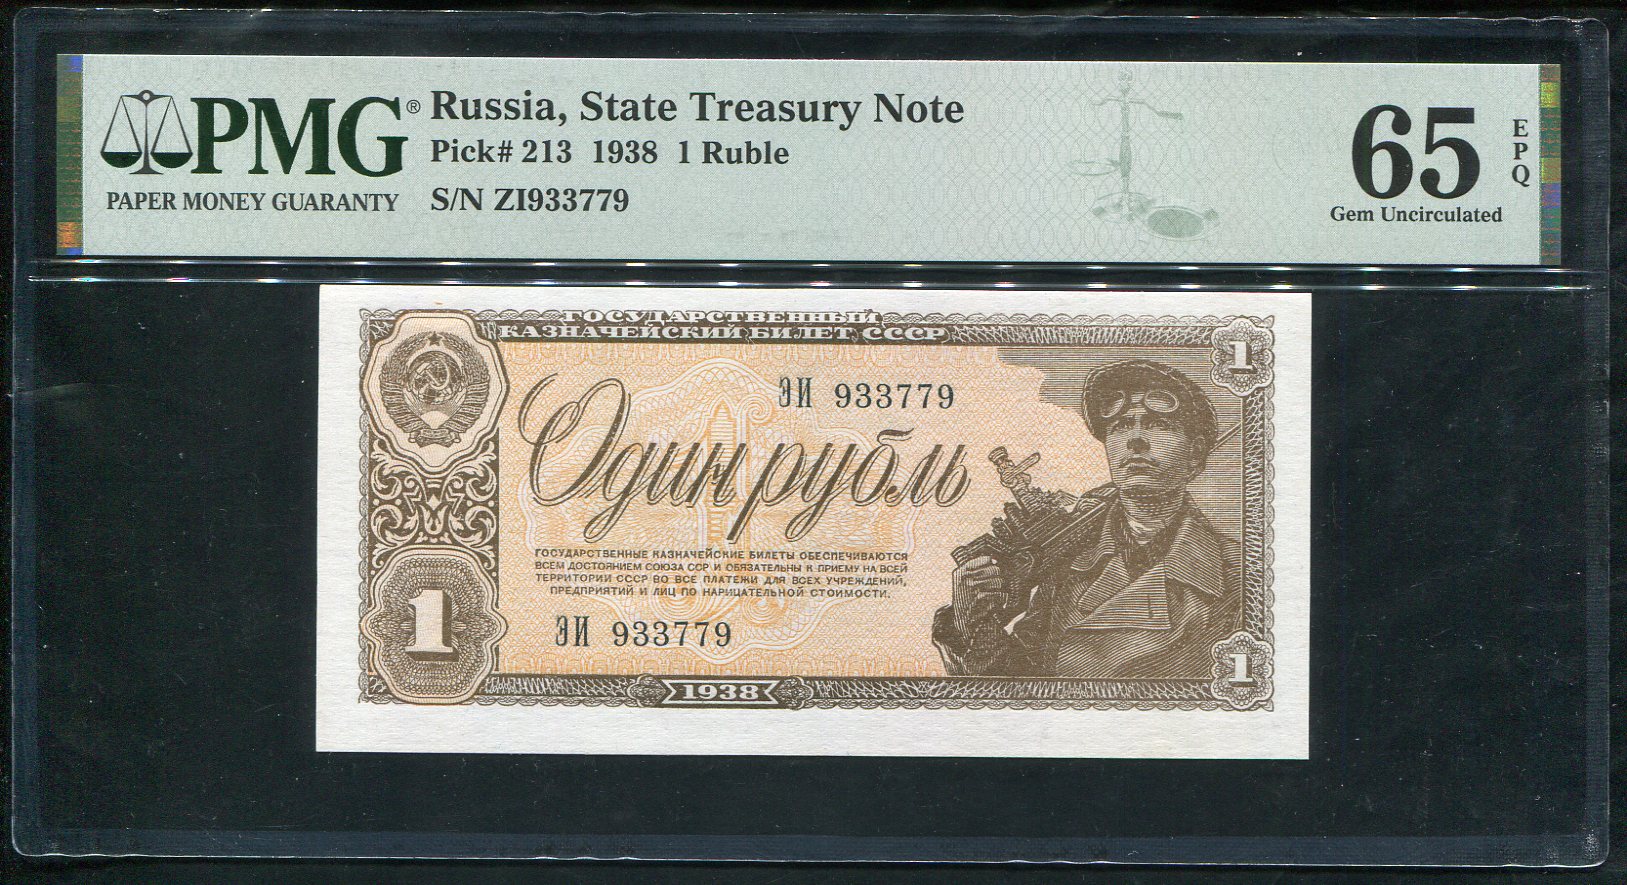 PMG® Russia, State Treasury Note
Pick# 213 1938 1 Ruble
PAPER MONEY GUARANTY S/N ZI933779
65 EPQ
Gem Uncirculated
ГОСУДАРСТВЕННЫЙ
КАЗНАЧЕЙСКИЙ БИЛЕТ СССР
1
ЭИ 933779
Один рубль
ГОСУДАРСТВЕННЫЕ КАЗНАЧЕЙСКИЕ БИЛЕТЫ ОБЕСПЕЧИВАЮТСЯ
ВСЕМ ДОСТОЯНИЕМ СОЮЗА ССР И ОБЯЗАТЕЛЬНЫ К ПРИЕМУ НА ВСЕЙ
ТЕРРИТОРИИ СССР ВО ВСЕ ПЛАТЕЖИ ДЛЯ ВСЕХ УЧРЕЖДЕНИЙ,
ПРЕДПРИЯТИЙ И ЛИЦ ПО НАРИЦАТЕЛЬНОЙ СТОИМОСТИ.
1
ЭИ 933779
1
1938